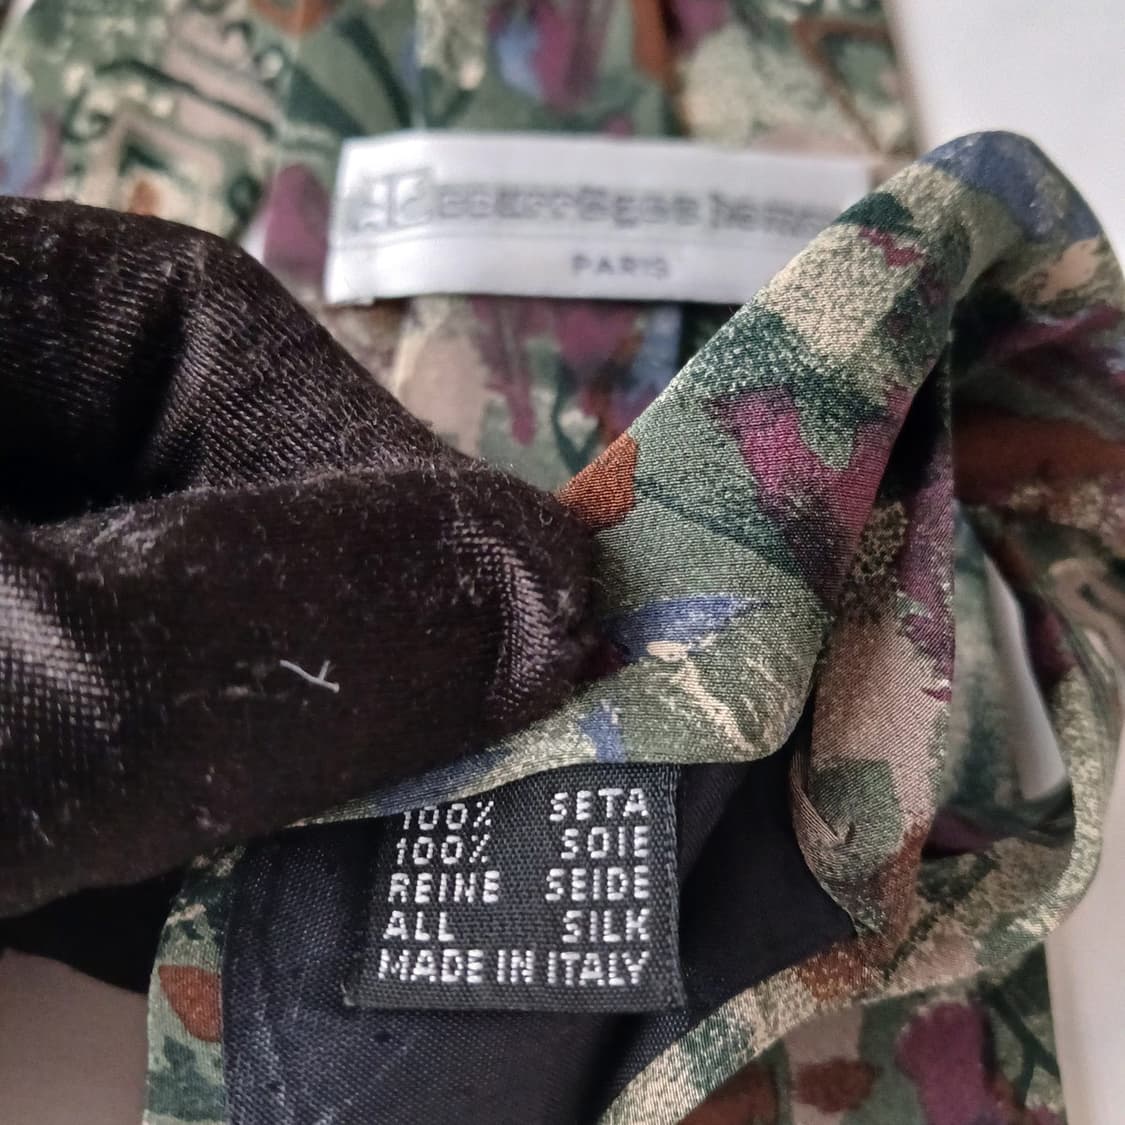 PARIS
100% SETA
100% SOIE
REINE SEIDE
ALL SILK
MADE IN ITALY